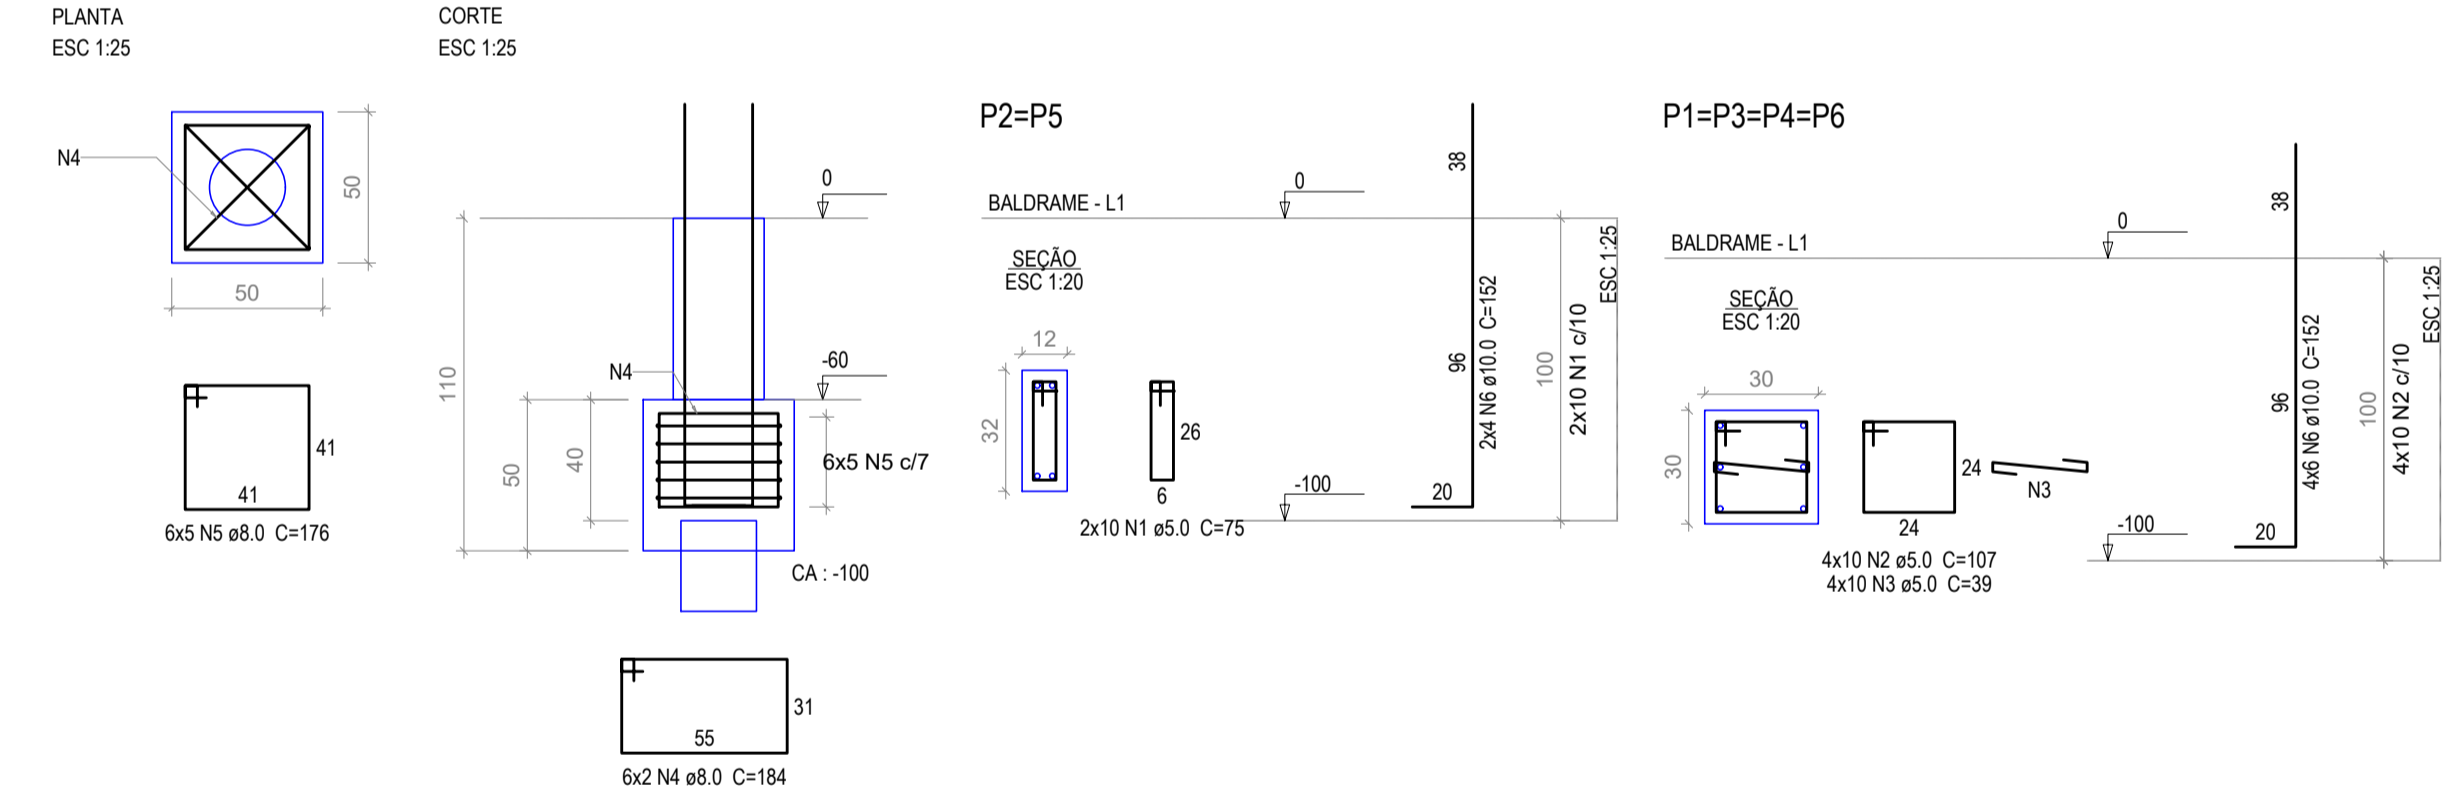 PLANTA
ESC 1:25
N4
50
50
41
41
6x5 N5 ø8.0 C=176
CORTE
ESC 1:25
0
-60
110
N4
50
40
6x5 N5 c/7
CA : -100
31
55
6x2 N4 ø8.0 C=184
P2=P5
38
0
BALDRAME - L1
SEÇÃO
ESC 1:20
12
32
26
6
2x10 N1 ø5.0 C=75
-100
96
20
2x4 N6 ø10.0 C=152
100
2x10 N1 c/10
ESC 1:25
P1=P3=P4=P6
38
0
BALDRAME - L1
SEÇÃO
ESC 1:20
30
30
24
24
N3
4x10 N2 ø5.0 C=107
4x10 N3 ø5.0 C=39
-100
96
20
4x6 N6 ø10.0 C=152
100
4x10 N2 c/10
ESC 1:25